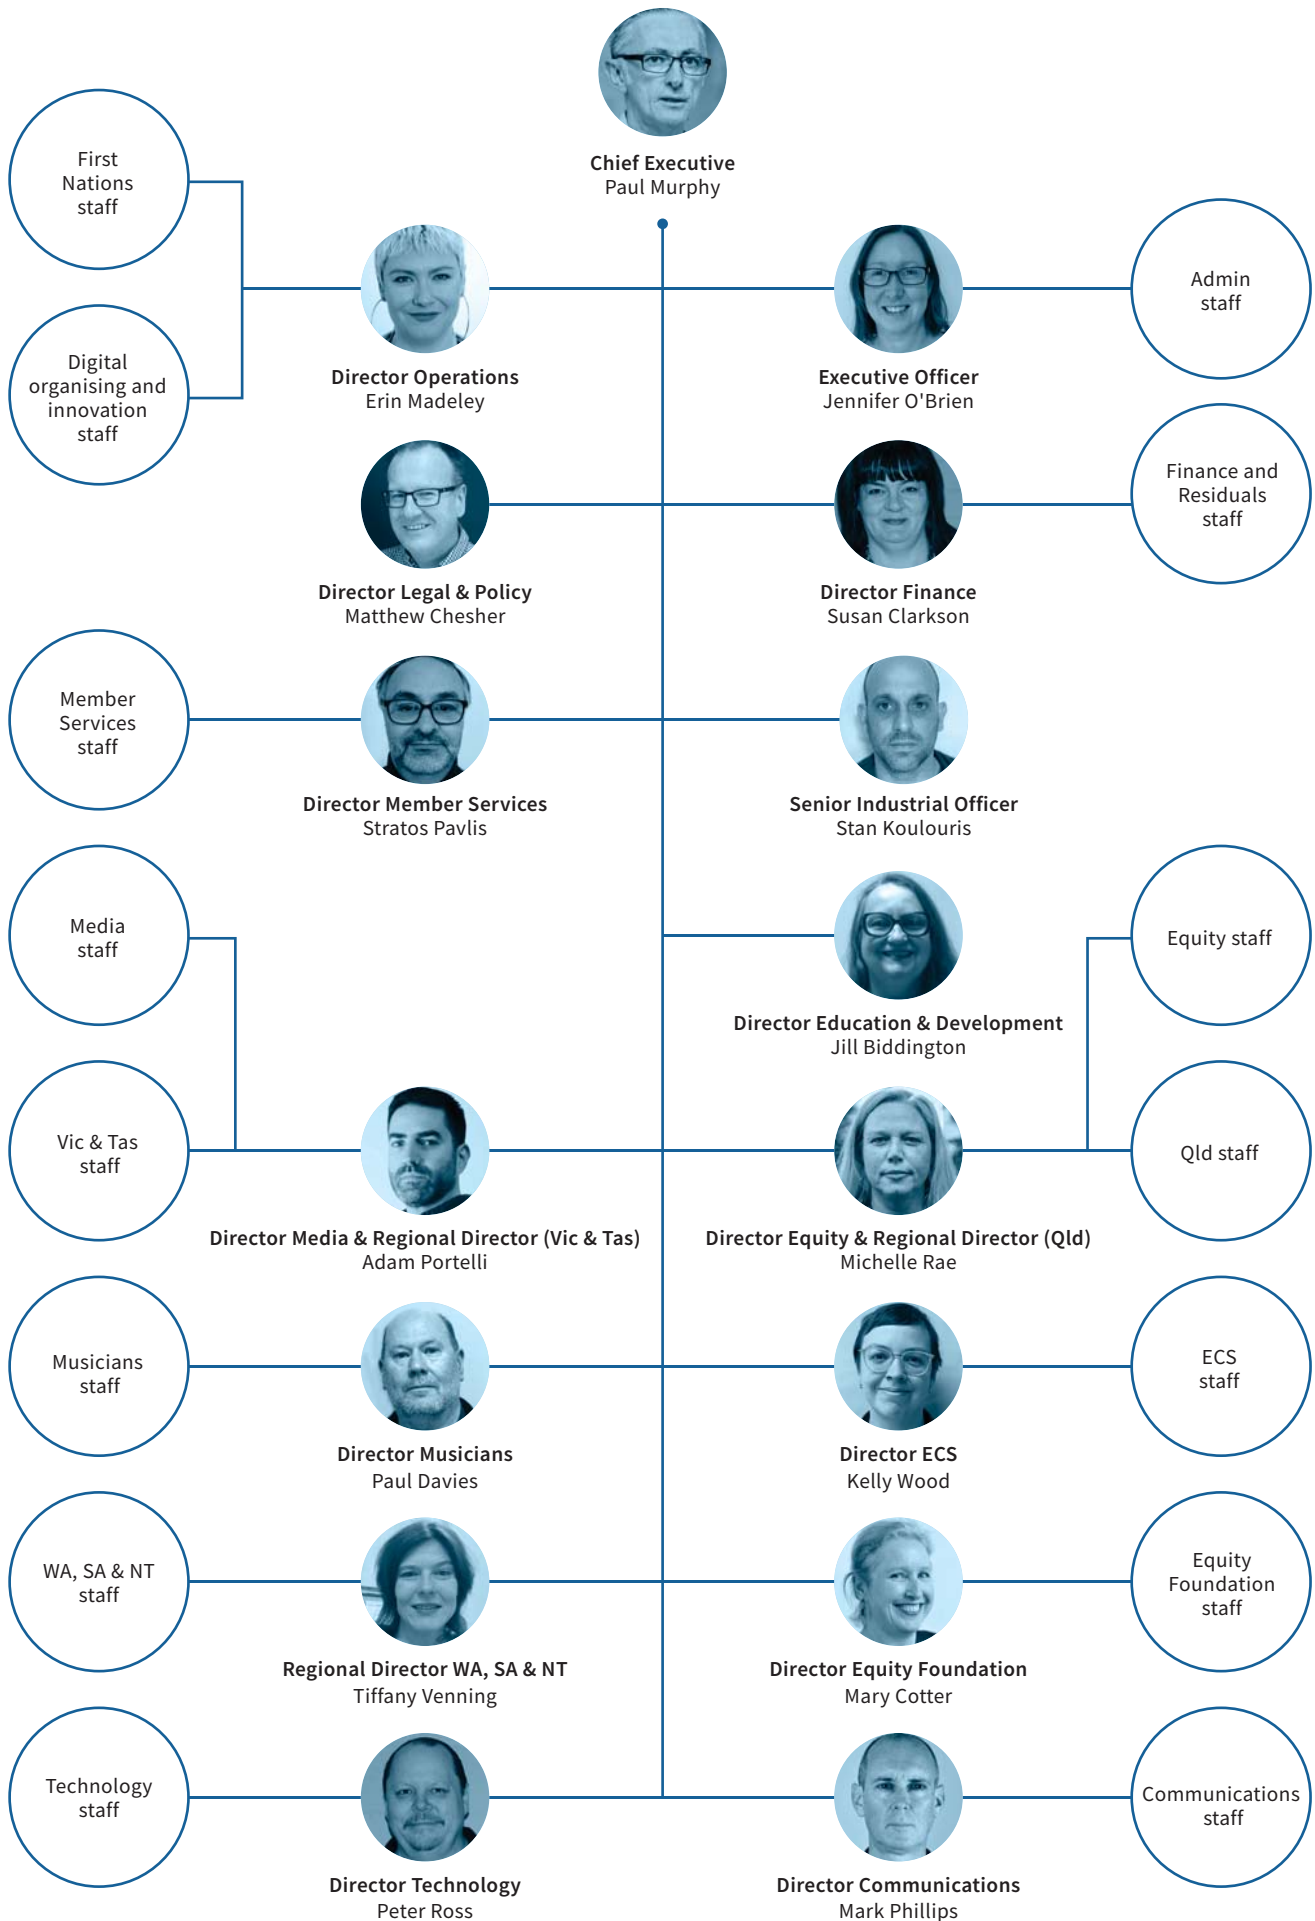 Chief Executive
Paul Murphy
First
Nations
staff
Digital
organising and
innovation
staff
Director Operations
Erin Madeley
Executive Officer
Jennifer O'Brien
Admin
staff
Director Legal & Policy
Matthew Chesher
Director Finance
Susan Clarkson
Finance and
Residuals
staff
Member
Services
staff
Director Member Services
Stratos Pavlis
Senior Industrial Officer
Stan Koulouris
Media
staff
Director Education & Development
Jill Biddington
Equity staff
Vic & Tas
staff
Director Media & Regional Director (Vic & Tas)
Adam Portelli
Director Equity & Regional Director (Qld)
Michelle Rae
Qld staff
Musicians
staff
Director Musicians
Paul Davies
Director ECS
Kelly Wood
ECS
staff
WA, SA & NT
staff
Regional Director WA, SA & NT
Tiffany Venning
Director Equity Foundation
Mary Cotter
Equity
Foundation
staff
Technology
staff
Director Technology
Peter Ross
Director Communications
Mark Phillips
Communications
staff